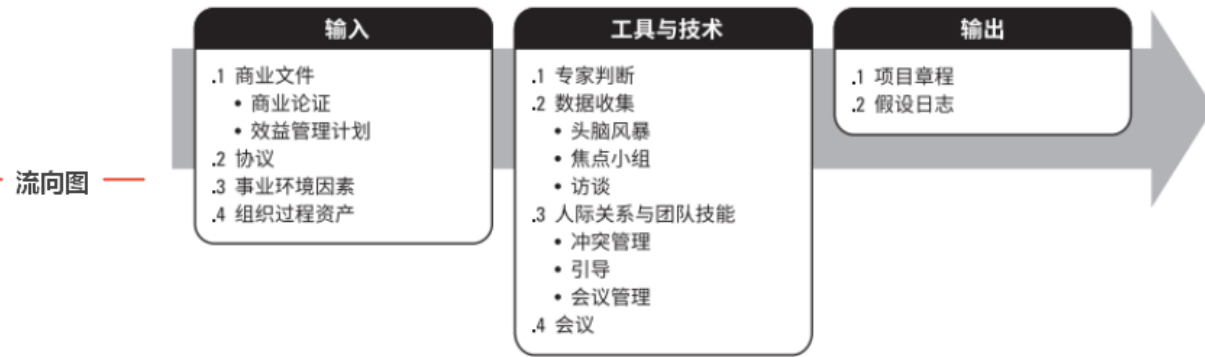 流向图
输入
.1 商业文件
• 商业论证
• 效益管理计划
.2 协议
.3 事业环境因素
.4 组织过程资产
工具与技术
.1 专家判断
.2 数据收集
• 头脑风暴
• 焦点小组
• 访谈
.3 人际关系与团队技能
• 冲突管理
• 引导
• 会议管理
.4 会议
输出
.1 项目章程
.2 假设日志